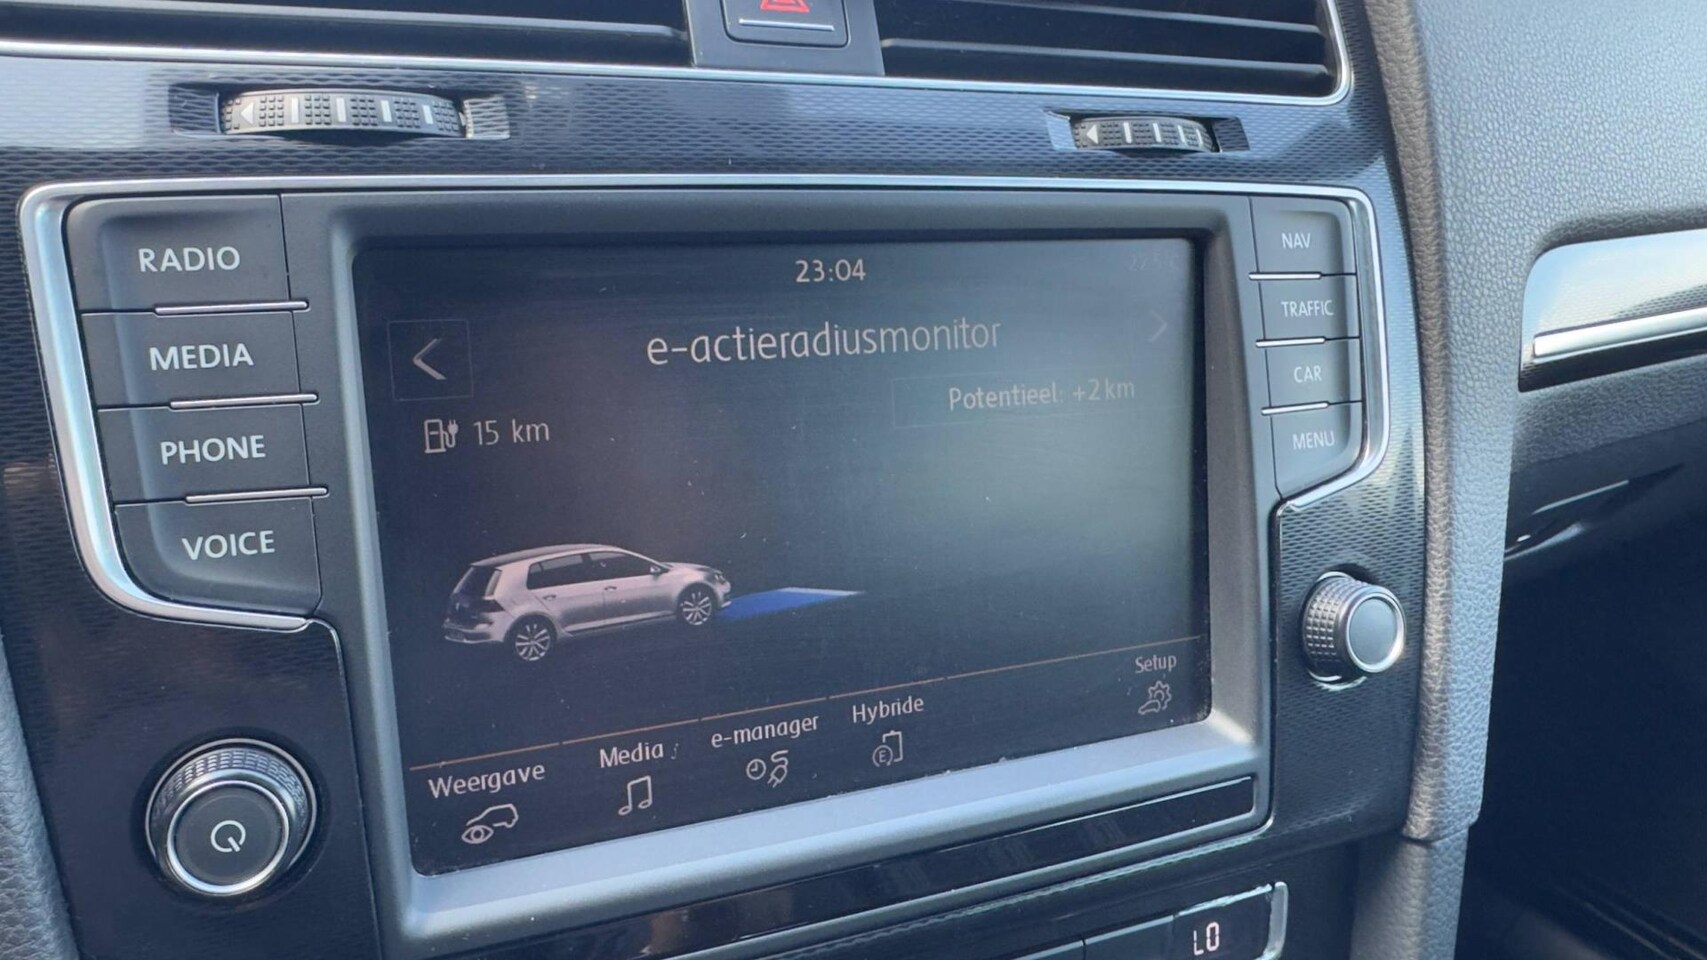 RADIO
MEDIA
PHONE
VOICE
23:04
e-actieradiusmonitor
15 km
Potentieel: +2 km
Weergave
Media
e-manager
Hybride
E
Setup
NAV
TRAFFIC
CAR
MENU
LO